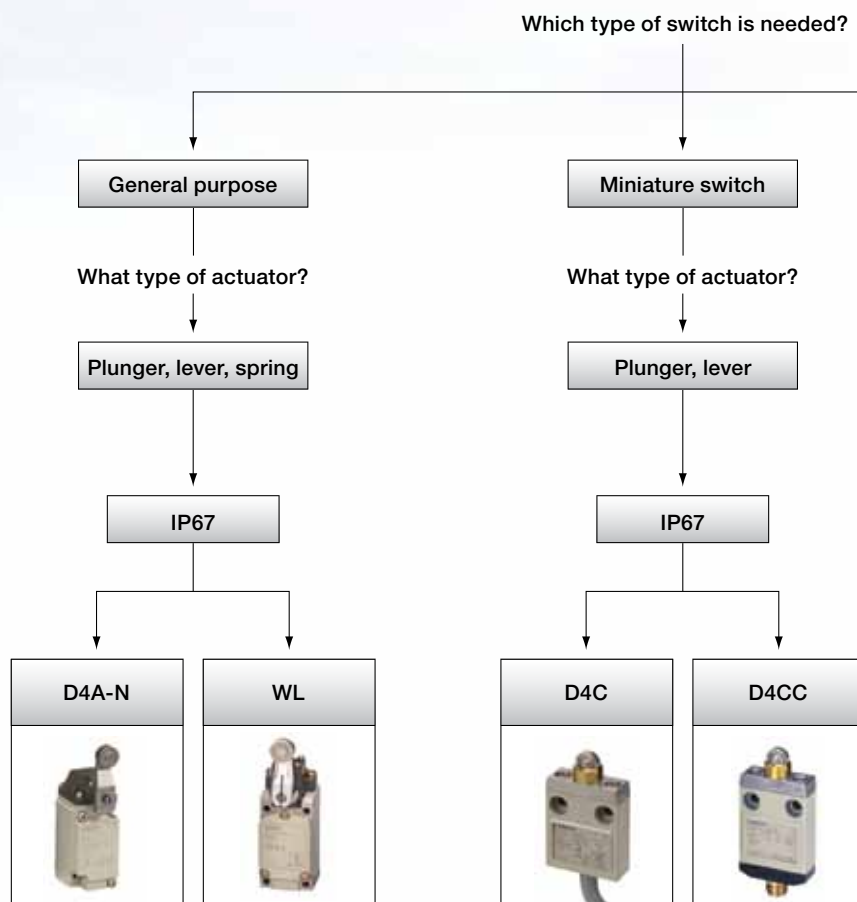 Which type of switch is needed?
General purpose
Miniature switch
What type of actuator?
What type of actuator?
Plunger, lever, spring
Plunger, lever
IP67
IP67
D4A-N
WL
D4C
D4CC